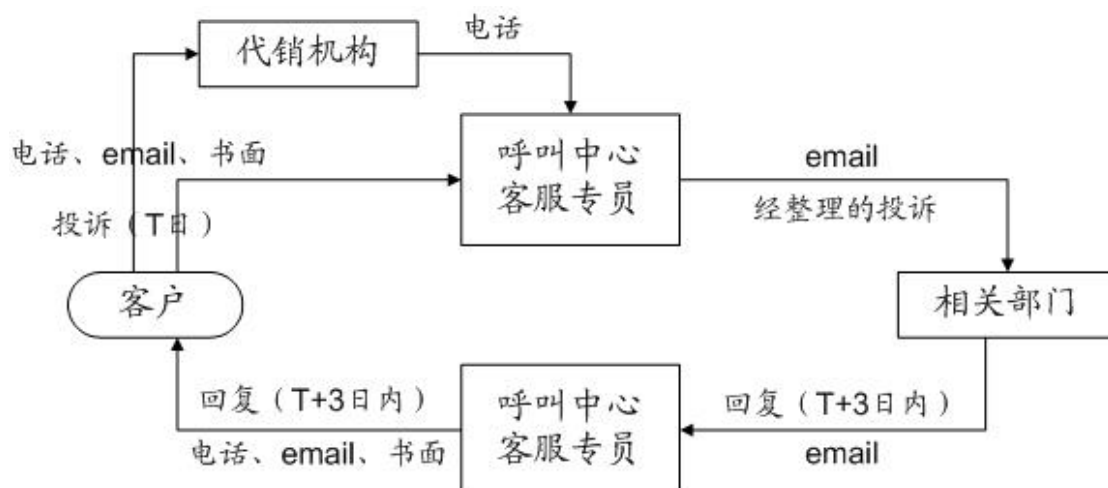 电话
代销机构
呼叫中心
客服专员
电话、email、书面
email
经整理的投诉
投诉（T日）
客户
相关部门
回复（T+3日内）
呼叫中心
客服专员
回复（T+3日内）
电话、email、书面
email